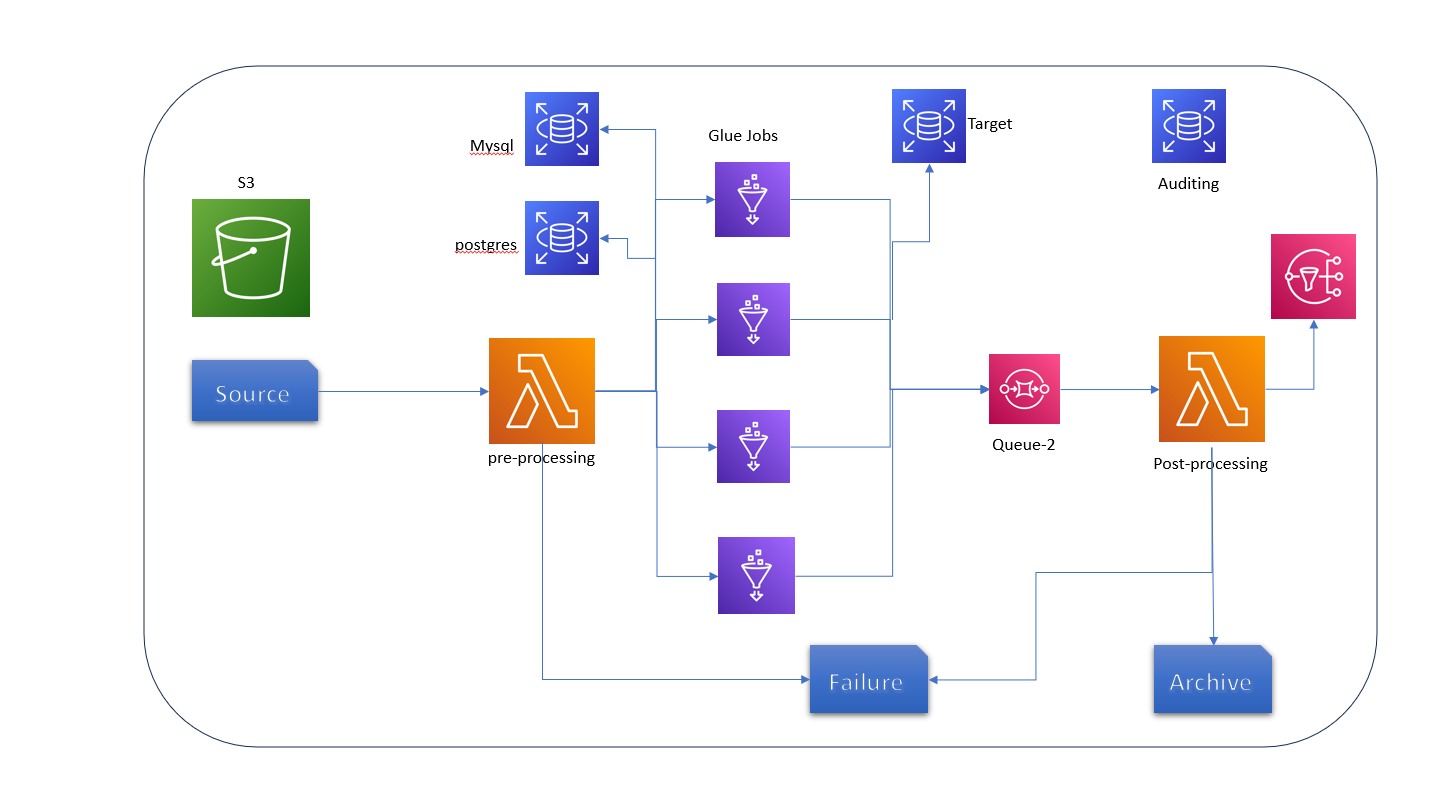 Mysql
Glue Jobs
Target
S3
Auditing
postgres
Source
Queue-2
pre-processing
Post-processing
Failure
Archive